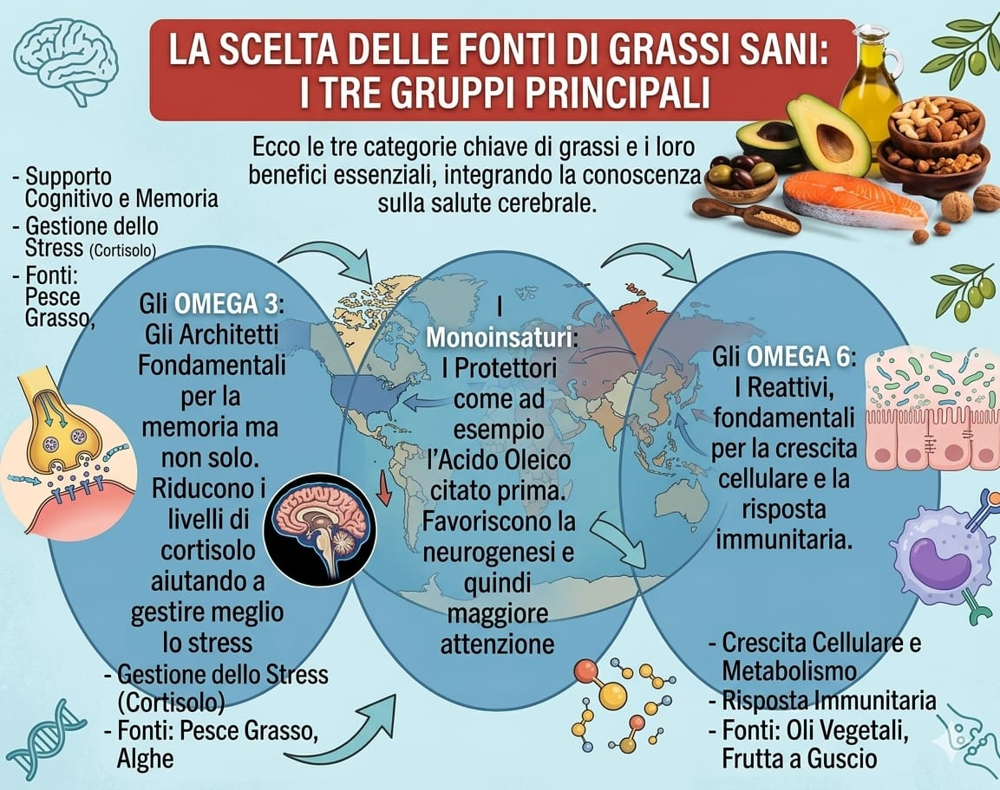 LA SCELTA DELLE FONTI DI GRASSI SANI:
I TRE GRUPPI PRINCIPALI
Ecco le tre categorie chiave di grassi e i loro
benefici essenziali, integrando la conoscenza
sulla salute cerebrale.
- Supporto
Cognitivo e Memoria
- Gestione dello
Stress (Cortisolo)
- Fonti:
Pesce
Grasso,
Gli OMEGA 3:
Gli Architetti
Fondamentali
per la
memoria ma
non solo.
Riducono i
livelli di
cortisolo
aiutando a
gestire meglio
lo stress
- Gestione dello Stress
(Cortisolo)
- Fonti: Pesce Grasso,
Alghe
I
Monoinsaturi:
I Protettori
come ad
esempio
l'Acido Oleico
citato prima.
Favoriscono la
neurogenesi e
quindi
maggiore
attenzione
Gli OMEGA 6:
I Reattivi,
fondamentali
per la crescita
cellulare e la
risposta
immunitaria.
- Crescita Cellulare e
Metabolismo
- Risposta Immunitaria
- Fonti: Oli Vegetali,
Frutta a Guscio